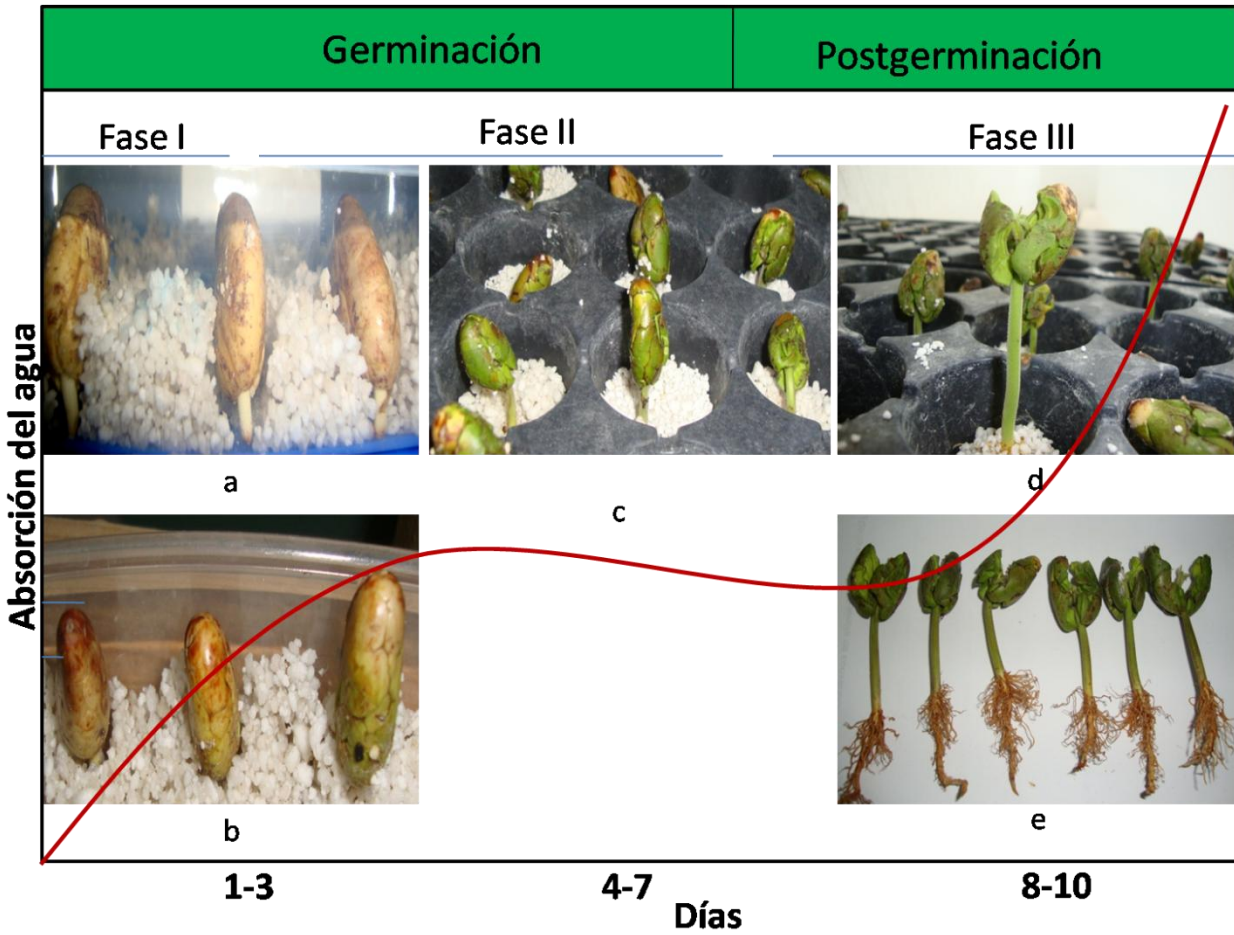 Germinación
Postgerminación
Fase I
Fase II
Fase III
Absorción del agua
a
c
d
b
e
1-3
4-7
8-10
Días